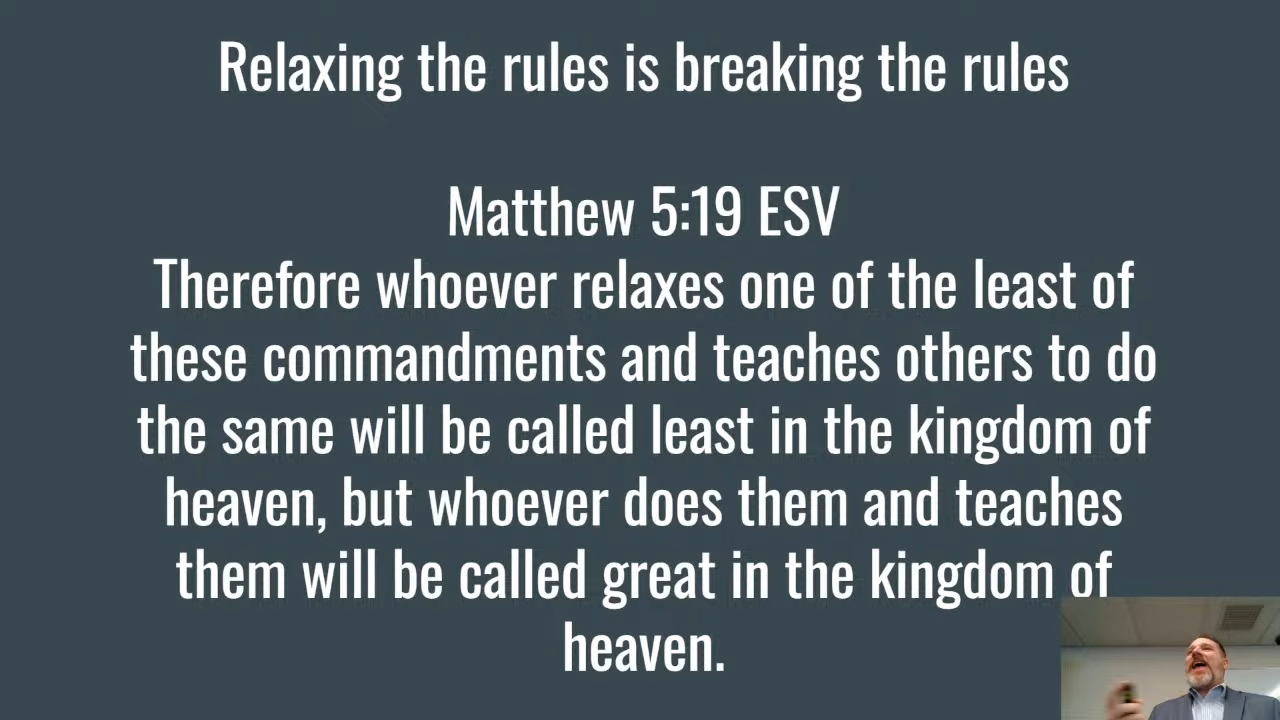 Relaxing the rules is breaking the rules
Matthew 5:19 ESV
Therefore whoever relaxes one of the least of
these commandments and teaches others to do
the same will be called least in the kingdom of
heaven, but whoever does them and teaches
them will be called great in the kingdom of
heaven.